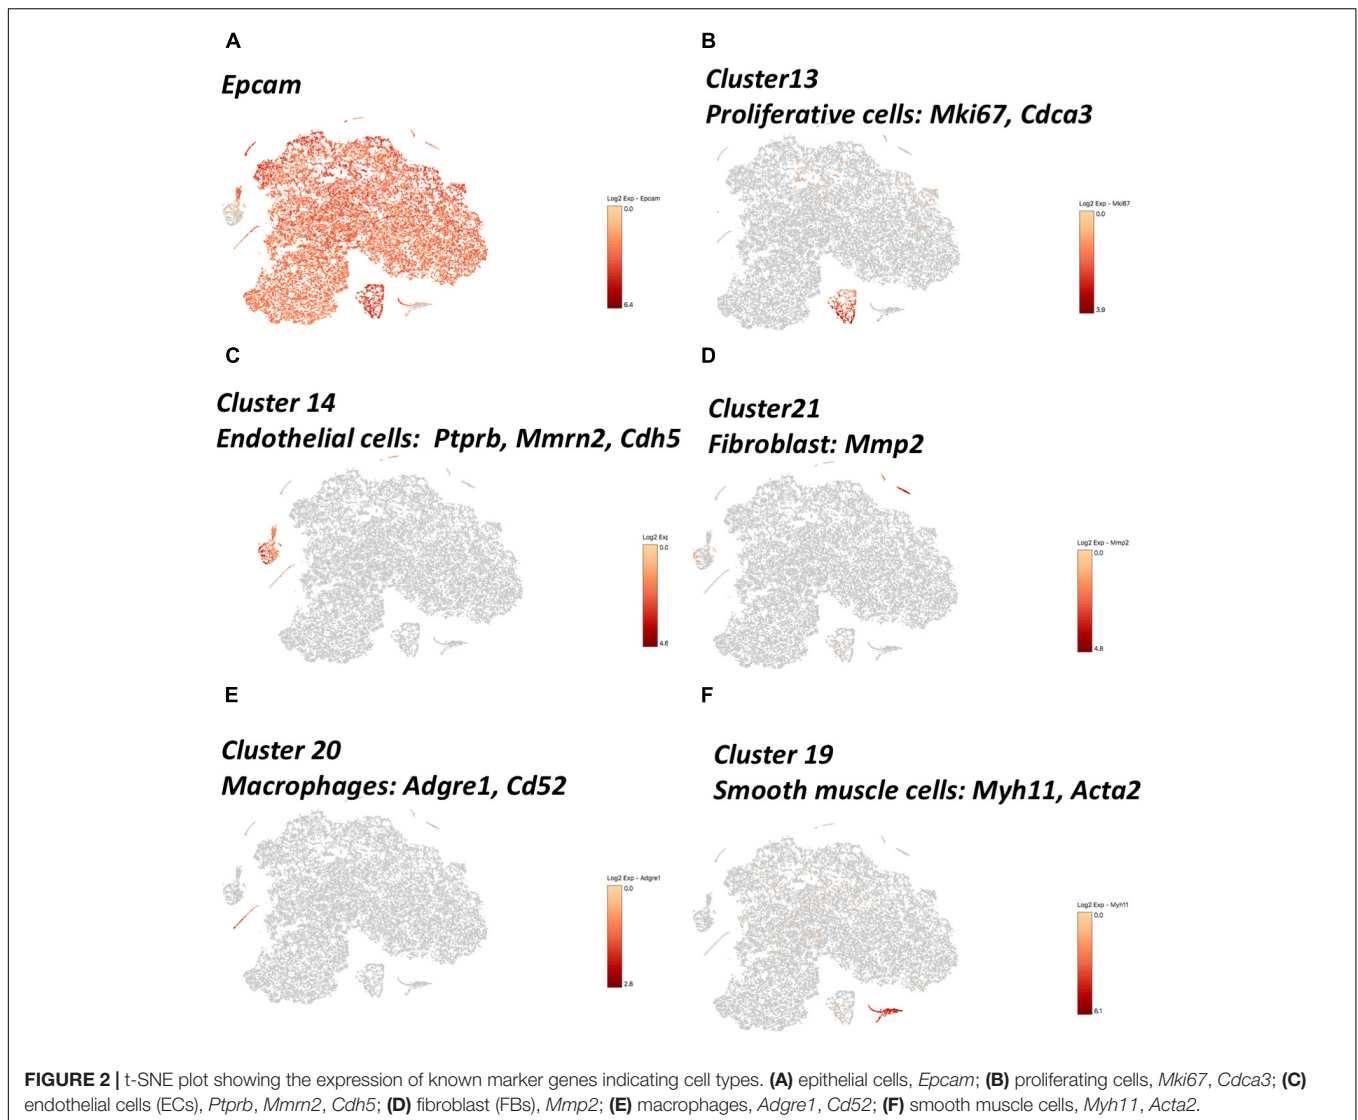 A
Epcam
Log2 Exp - Epcam
0.0
6.4
B
Cluster13
Proliferative cells: Mki67, Cdca3
Log2 Exp - Mki67
0.0
3.9
C
Cluster 14
Endothelial cells: Ptprb, Mmrn2, Cdh5
Log2 Exp
0.0
4.6
D
Cluster21
Fibroblast: Mmp2
Log2 Exp - Mmp2
0.0
4.8
E
Cluster 20
Macrophages: Adgre1, Cd52
Log2 Exp - Adgre1
0.0
2.8
F
Cluster 19
Smooth muscle cells: Myh11, Acta2
Log2 Exp - Myh11
0.0
6.1
FIGURE 2 | t-SNE plot showing the expression of known marker genes indicating cell types. (A) epithelial cells, Epcam; (B) proliferating cells, Mki67, Cdca3; (C)
endothelial cells (ECs), Ptprb, Mmrn2, Cdh5; (D) fibroblast (FBs), Mmp2; (E) macrophages, Adgre1, Cd52; (F) smooth muscle cells, Myh11, Acta2.